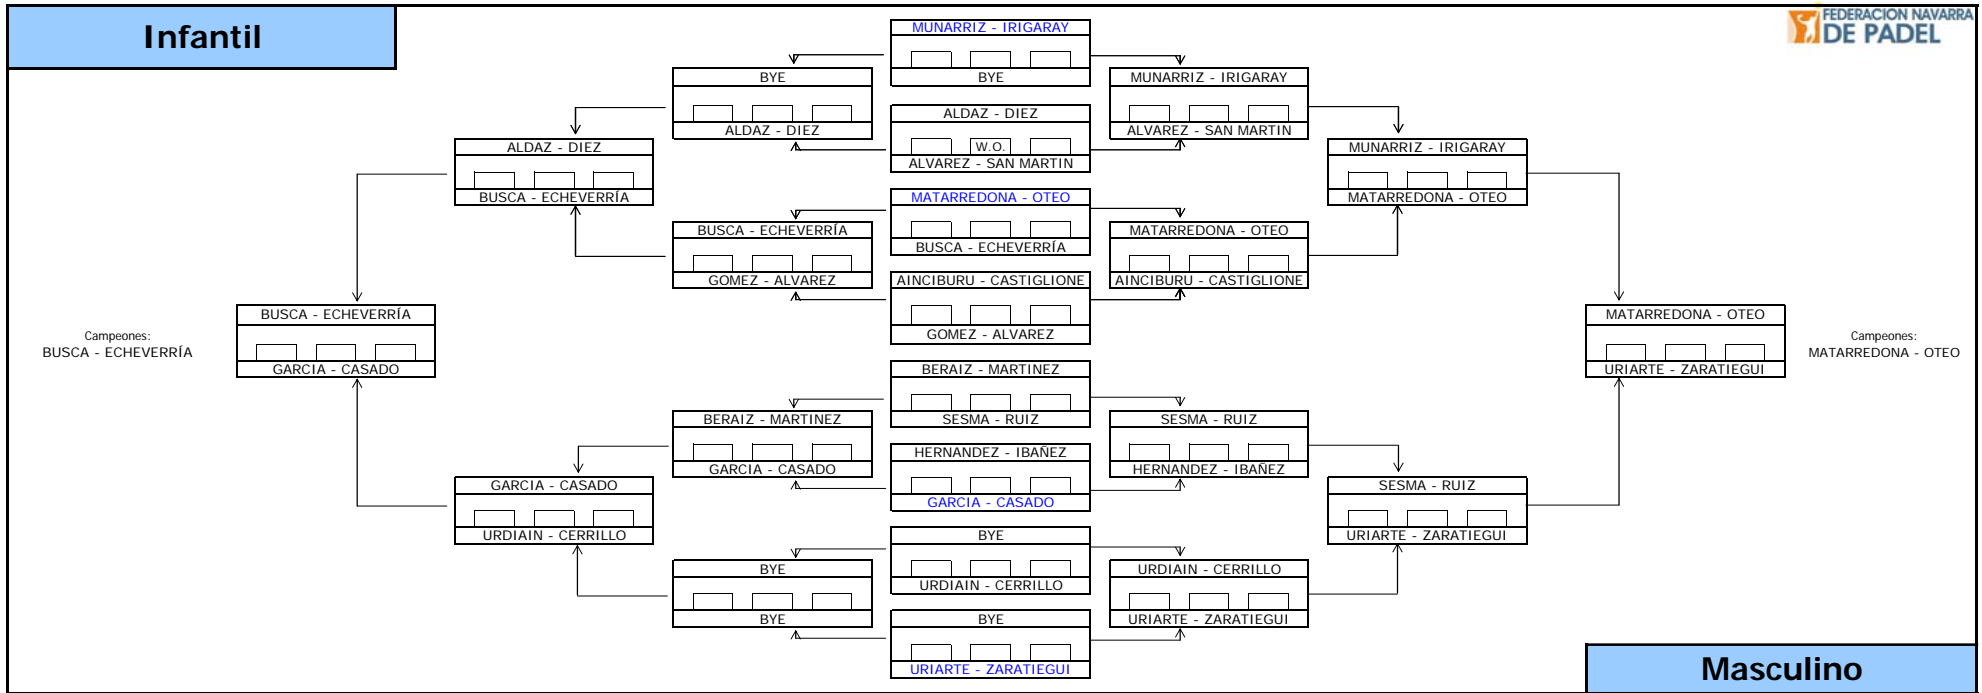 Infantil
FEDERACION NAVARRA
DE PADEL
MUNARRIZ - IRIGARAY
BYE
ALDAZ - DIEZ
W.O.
ALVAREZ - SAN MARTIN
MATARREDONA - OTEO
BUSCA - ECHEVERRÍA
AINCIBURU - CASTIGLIONE
GOMEZ - ALVAREZ
BERAIZ - MARTINEZ
SESMA - RUIZ
HERNANDEZ - IBAÑEZ
GARCIA - CASADO
BYE
URDIAIN - CERRILLO
BYE
URIARTE - ZARATIEGUI
BYE
ALDAZ - DIEZ
BUSCA - ECHEVERRÍA
GOMEZ - ALVAREZ
BERAIZ - MARTINEZ
GARCIA - CASADO
BYE
BYE
ALDAZ - DIEZ
BUSCA - ECHEVERRÍA
GARCIA - CASADO
URDIAIN - CERRILLO
BUSCA - ECHEVERRÍA
GARCIA - CASADO
Campeones:
BUSCA - ECHEVERRÍA
MUNARRIZ - IRIGARAY
ALVAREZ - SAN MARTIN
MATARREDONA - OTEO
AINCIBURU - CASTIGLIONE
SESMA - RUIZ
HERNANDEZ - IBAÑEZ
URDIAIN - CERRILLO
URIARTE - ZARATIEGUI
MUNARRIZ - IRIGARAY
MATARREDONA - OTEO
SESMA - RUIZ
URIARTE - ZARATIEGUI
MATARREDONA - OTEO
URIARTE - ZARATIEGUI
Campeones:
MATARREDONA - OTEO
Masculino